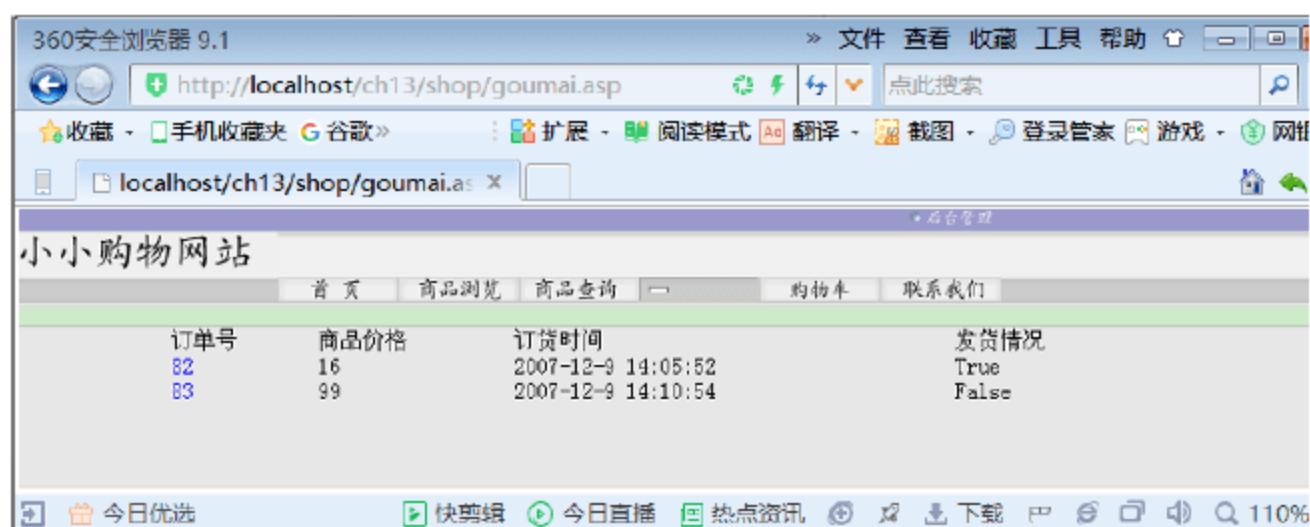 360安全浏览器 9.1 » 文件 查看 收藏 工具 帮助
http://localhost/ch13/shop/goumai.asp 点此搜索
收藏 手机收藏夹 G 谷歌» 扩展 阅读模式 Aa 翻译 截图 登录管家 游戏 网银
localhost/ch13/shop/goumai.as ×
后台管理
小小购物网站
首 页 商品浏览 商品查询 购物车 联系我们
订单号 商品价格 订货时间 发货情况
82 16 2007-12-9 14:05:52 True
83 99 2007-12-9 14:10:54 False
今日优选 快剪辑 今日直播 热点资讯 下载 110%